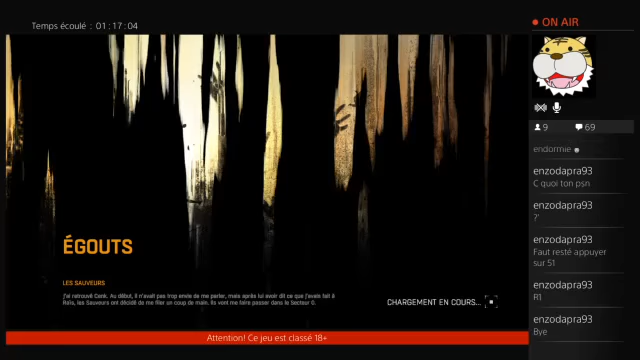 Temps écoulé : 01:17:04
ON AIR
9
69
endormie
enzodapra93
C quoi ton psn
enzodapra93
?'
enzodapra93
Faut resté appuyer
sur 51
enzodapra93
R1
enzodapra93
Bye
ÉGOUTS
LES SAUVEURS
J'ai retrouvé Cenk. Au début, il n'avait pas trop envie de me parler, mais après lui avoir dit ce que j'avais fait à
Raïs, les Sauveurs ont décidé de me filer un coup de main. Ils vont me faire passer dans le Secteur 0.
CHARGEMENT EN COURS...
Attention! Ce jeu est classé 18+